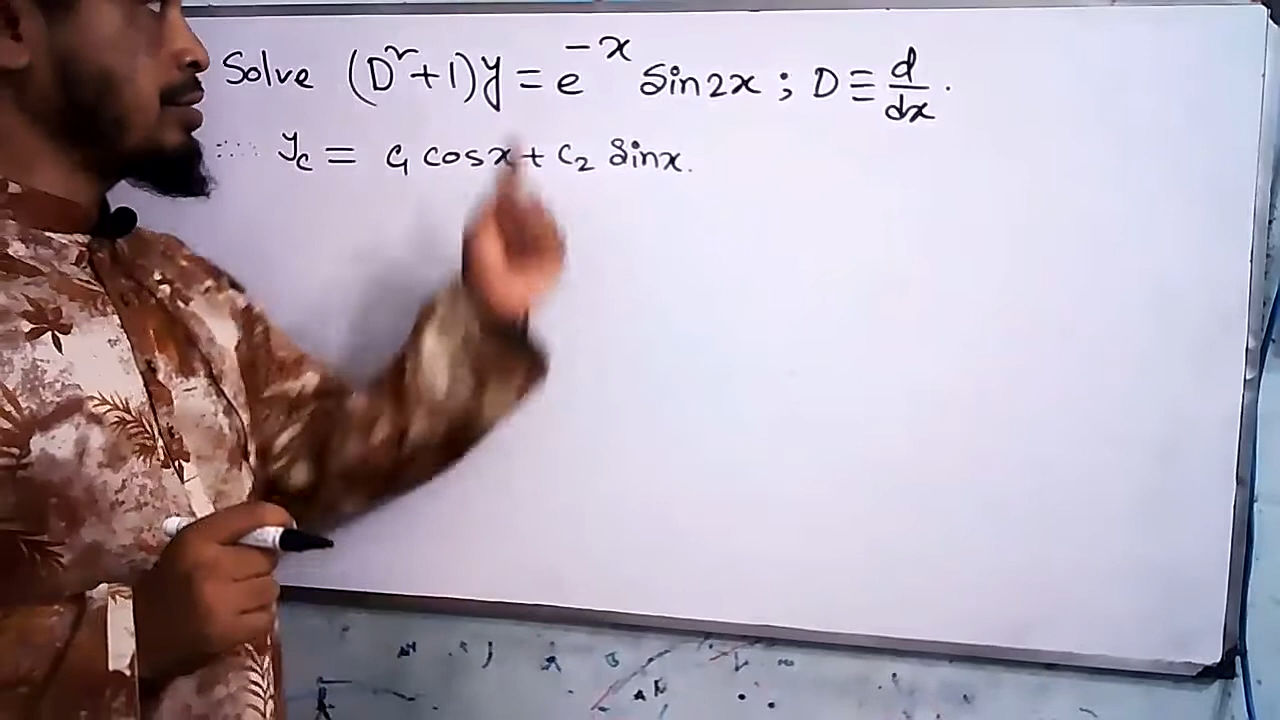 Solve (D²+1)y = e^{-x} sin2x ; D ≡ d/dx.
∴ y_c = c₁ cosx + c₂ sinx.